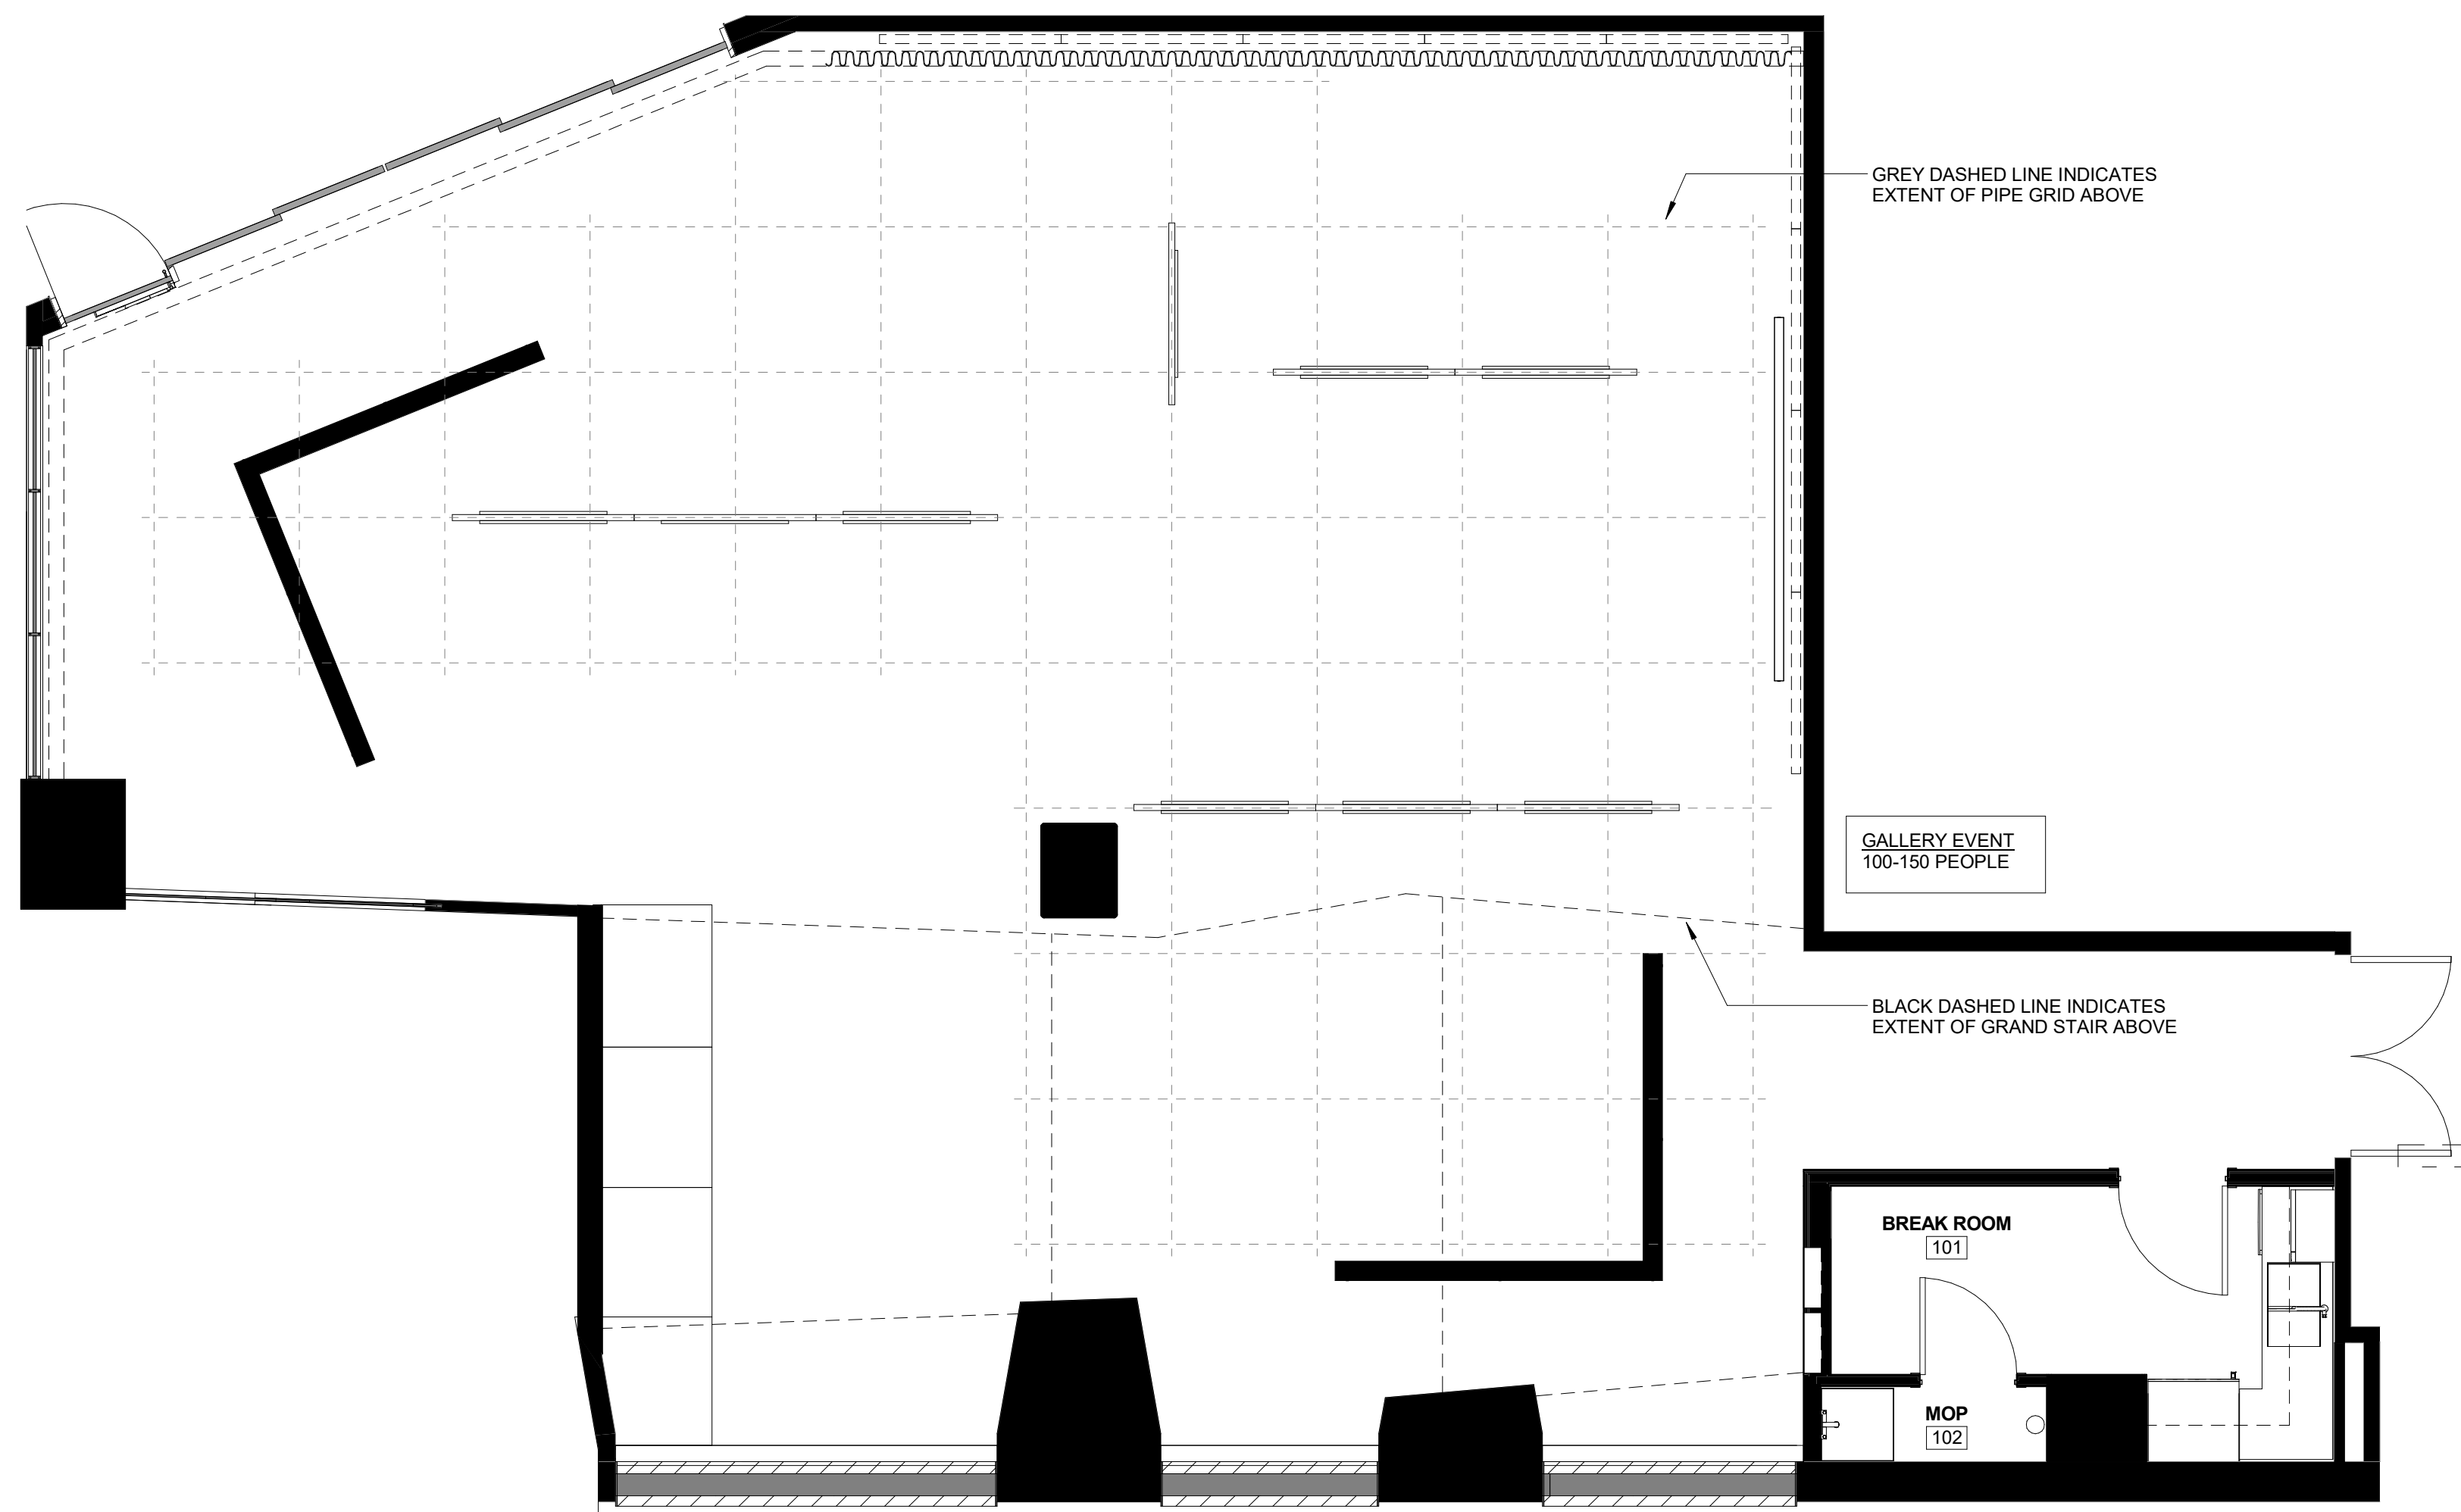 GREY DASHED LINE INDICATES
EXTENT OF PIPE GRID ABOVE
GALLERY EVENT
100-150 PEOPLE
BLACK DASHED LINE INDICATES
EXTENT OF GRAND STAIR ABOVE
BREAK ROOM
101
MOP
102